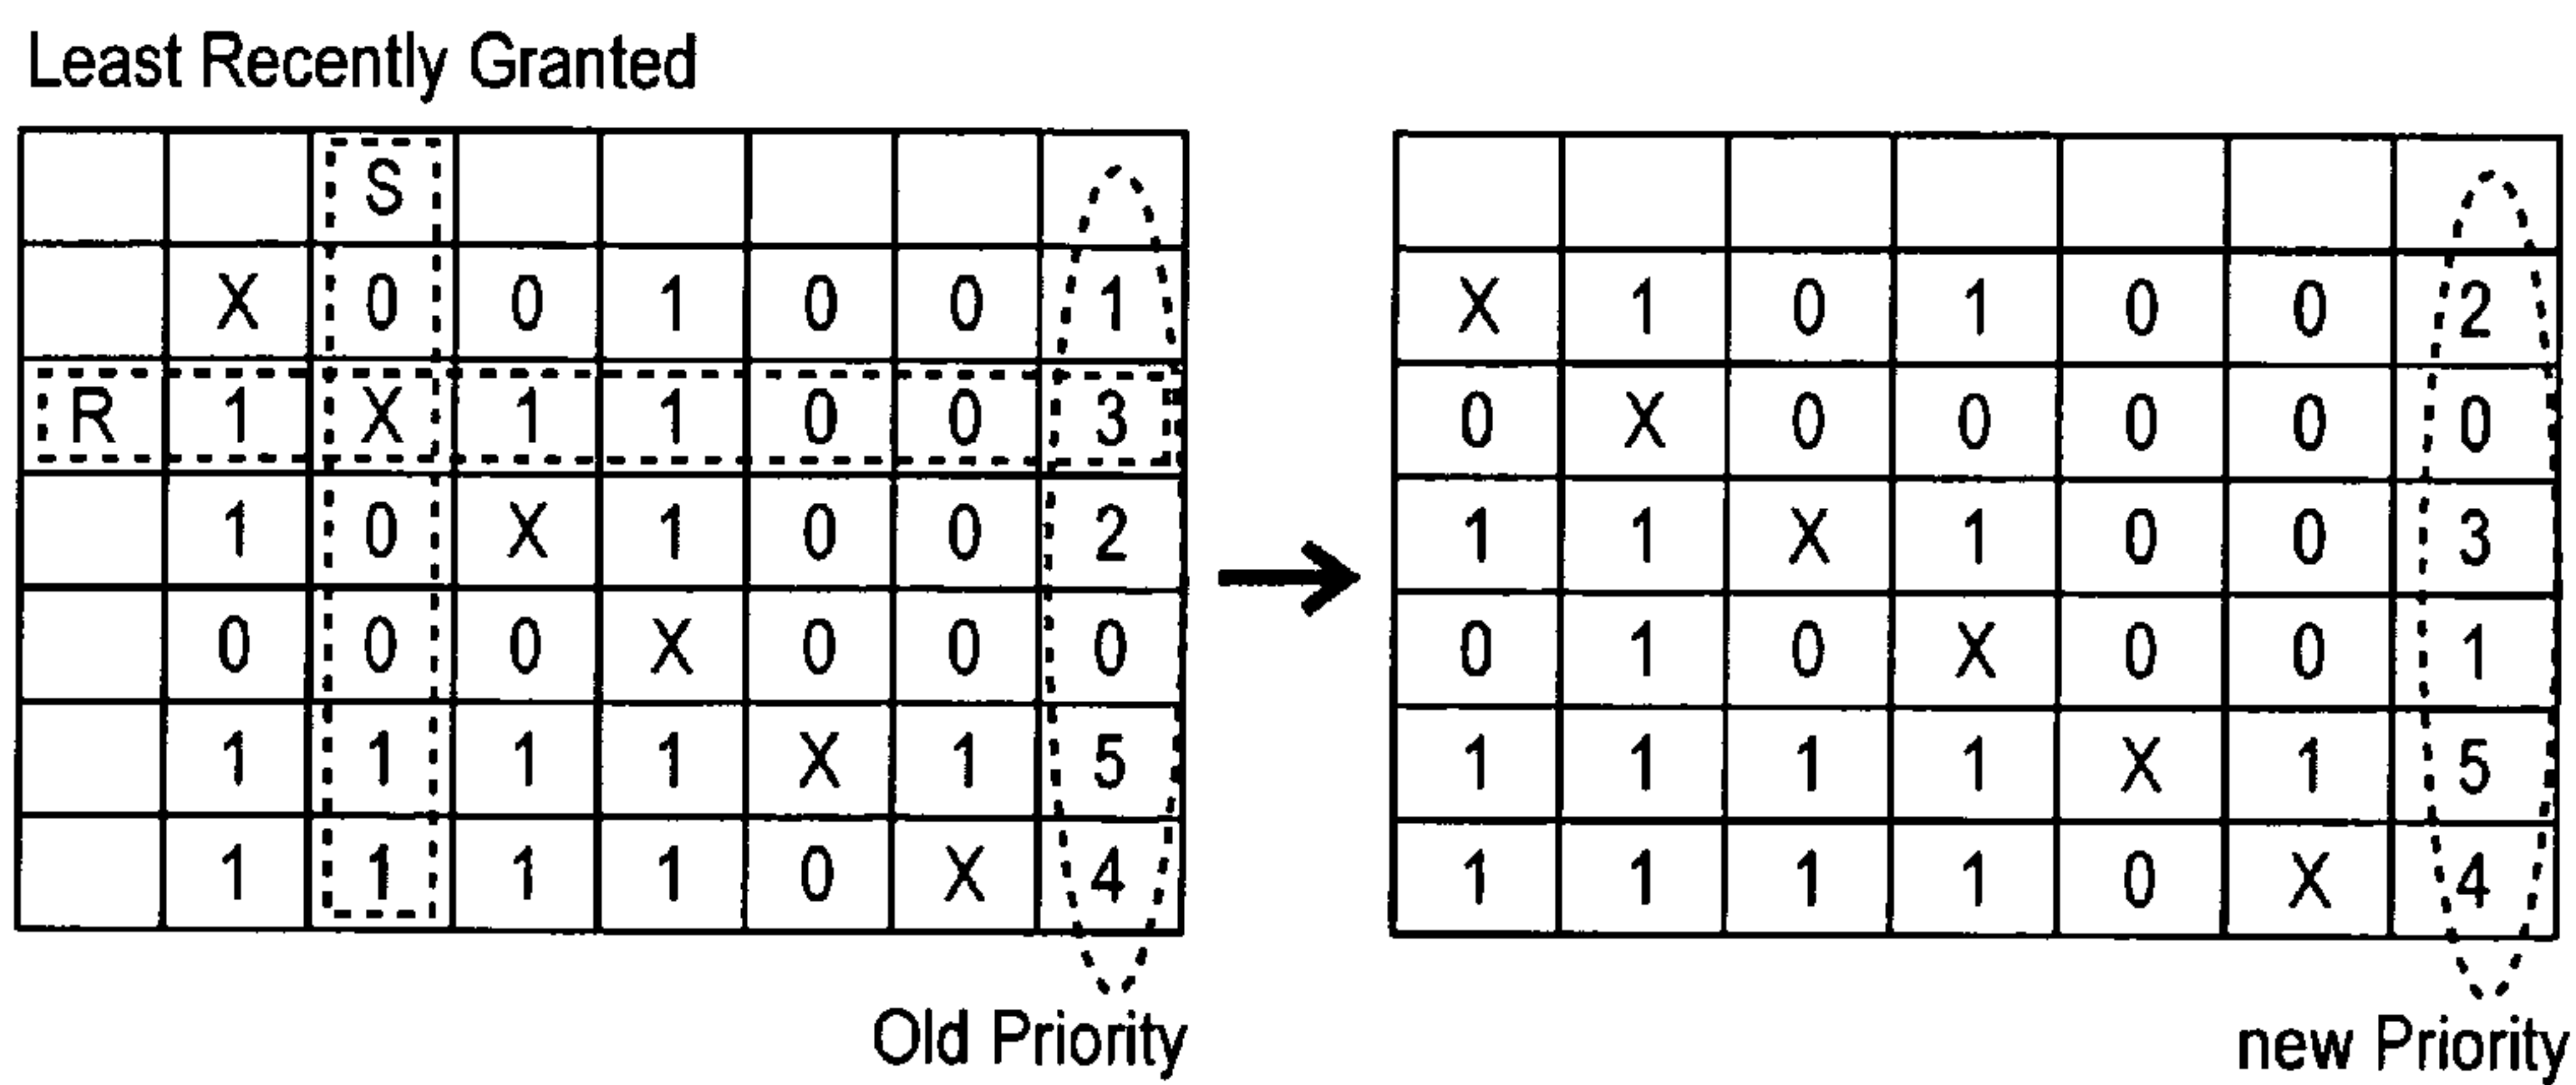 Least Recently Granted
S
X 0 0 1 0 0 1
R 1 X 1 1 0 0 3
1 0 X 1 0 0 2
0 0 0 X 0 0 0
1 1 1 1 X 1 5
1 1 1 1 0 X 4
Old Priority
X 1 0 1 0 0 2
0 X 0 0 0 0 0
1 1 X 1 0 0 3
0 1 0 X 0 0 1
1 1 1 1 X 1 5
1 1 1 1 0 X 4
new Priority